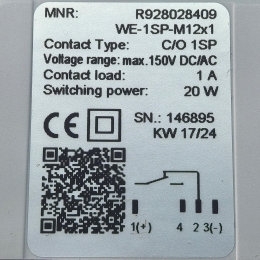 MNR: R928028409
WE-1SP-M12x1
Contact Type: C/O 1SP
Voltage range: max.150V DC/AC
Contact load: 1 A
Switching power: 20 W
CE SN.: 146895
KW 17/24
1(+) 4 2 3(-)